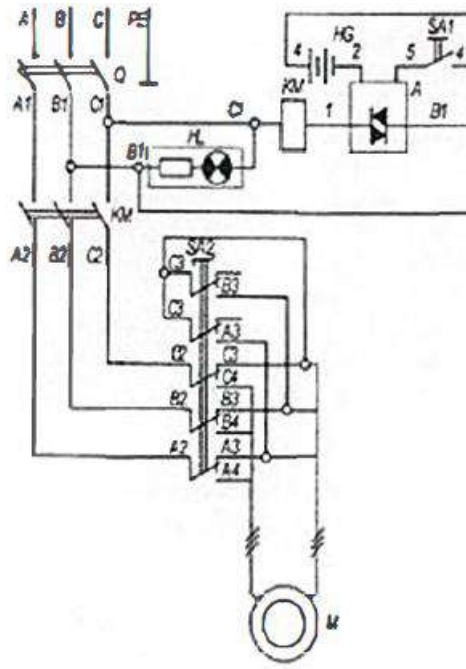 A B C PE
Q
A1 B1 C1
C1 KM 1
4 HG 2 5 SA1 4
A
B1
B1 HL
KM
A2 B2 C2
SA2
C3 B3
C3 A3
C2 C3
C4
B2 B3
B4
A2 A3
A4
M